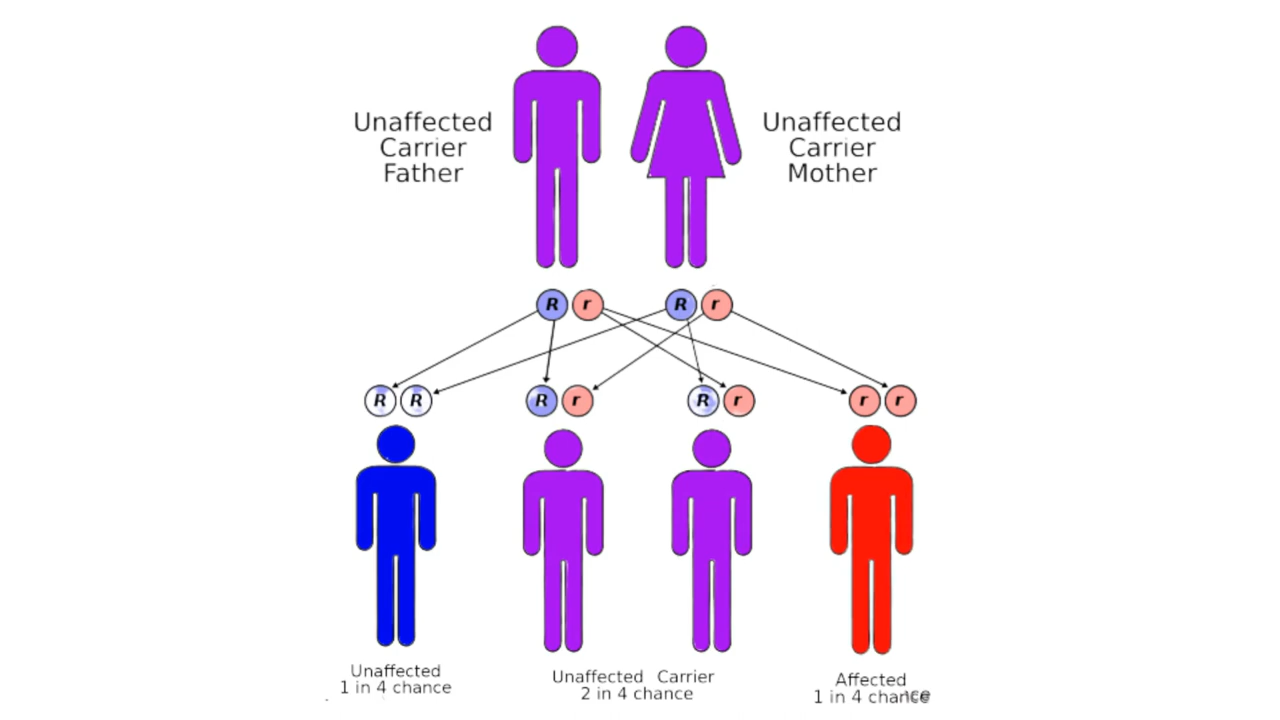 Unaffected
Carrier
Father
Unaffected
Carrier
Mother
R r R r
R R R r R r r r
Unaffected
1 in 4 chance
Unaffected Carrier
2 in 4 chance
Affected
1 in 4 chance